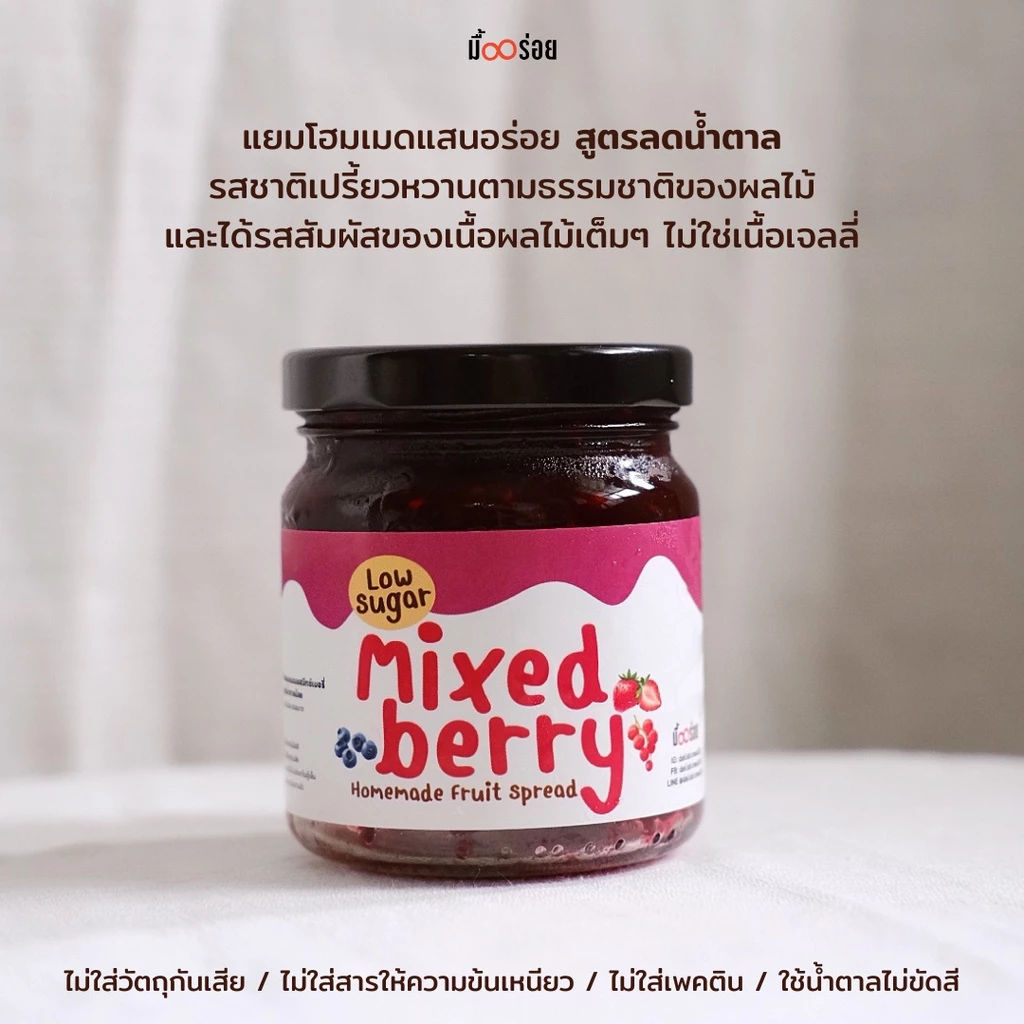 มื้ออร่อย
แยมโฮมเมดแสนอร่อย สูตรลดน้ำตาล
รสชาติเปรี้ยวหวานตามธรรมชาติของผลไม้
และได้รสสัมผัสของเนื้อผลไม้เต็มๆ ไม่ใช่เนื้อเจลลี่
Low
Sugar
Mixed
berry
Homemade Fruit Spread
มื้ออร่อย
ไม่ใส่วัตถุกันเสีย / ไม่ใส่สารให้ความข้นเหนียว / ไม่ใส่เพคติน / ใช้น้ำตาลไม่ขัดสี